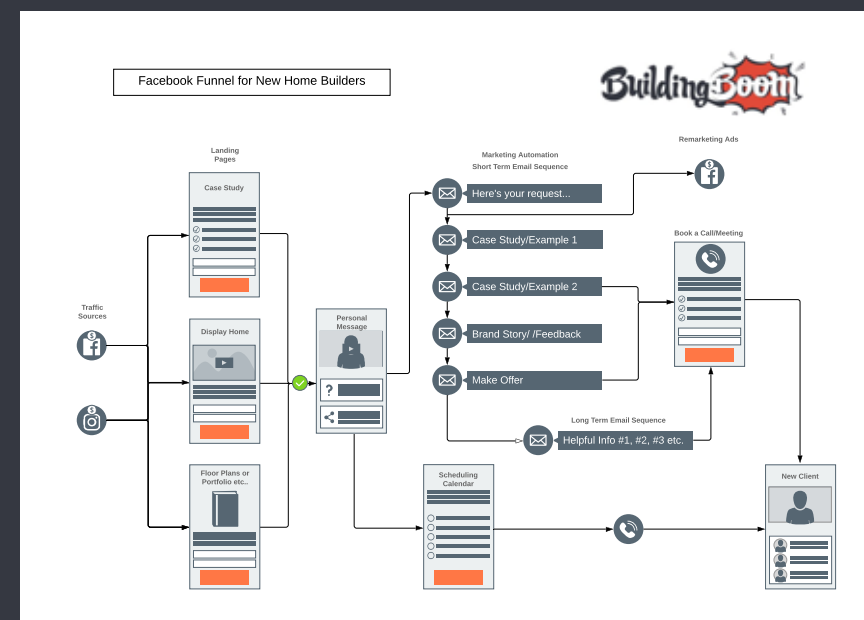 Facebook Funnel for New Home Builders
BuildingBoom
Remarketing Ads
Landing
Pages
Marketing Automation
Short Term Email Sequence
Case Study
Here's your request...
Book a Call/Meeting
Case Study/Example 1
Case Study/Example 2
Traffic
Sources
Personal
Message
Display Home
Brand Story/ /Feedback
Make Offer
?
Long Term Email Sequence
Helpful Info #1, #2, #3 etc.
Floor Plans or
Portfolio etc..
Scheduling
Calendar
New Client
$
$
$